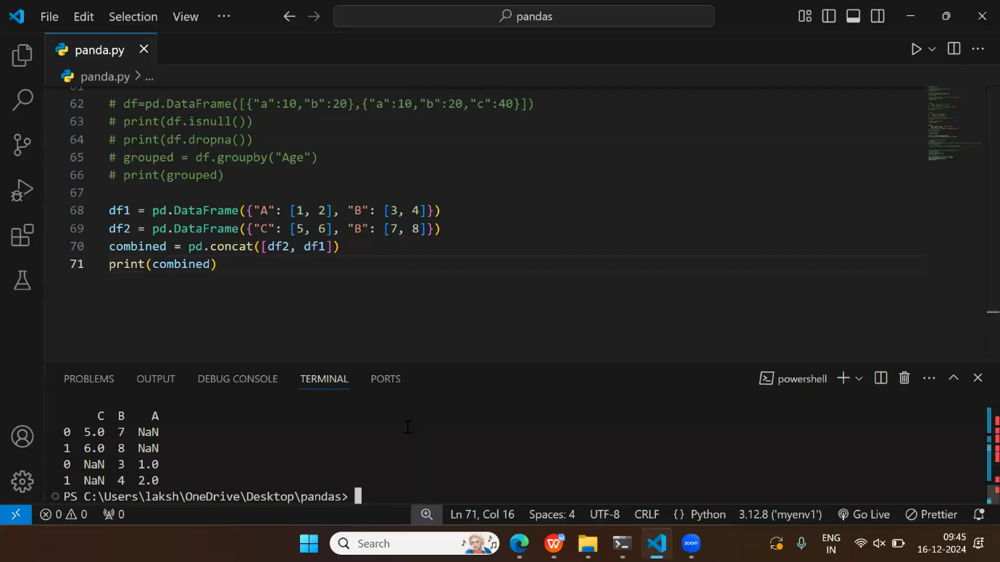 File Edit Selection View ··· pandas
panda.py
panda.py > ...
62 # df=pd.DataFrame([{"a":10,"b":20},{"a":10,"b":20,"c":40}])
63 # print(df.isnull())
64 # print(df.dropna())
65 # grouped = df.groupby("Age")
66 # print(grouped)
67
68 df1 = pd.DataFrame({"A": [1, 2], "B": [3, 4]})
69 df2 = pd.DataFrame({"C": [5, 6], "B": [7, 8]})
70 combined = pd.concat([df2, df1])
71 print(combined)
PROBLEMS OUTPUT DEBUG CONSOLE TERMINAL PORTS powershell
C B A
0 5.0 7 NaN
1 6.0 8 NaN
0 NaN 3 1.0
1 NaN 4 2.0
PS C:\Users\laksh\OneDrive\Desktop\pandas>
0 0 0 Ln 71, Col 16 Spaces: 4 UTF-8 CRLF {} Python 3.12.8 ('myenv1') Go Live Prettier
Search zoom ENG 09:45
IN 16-12-2024